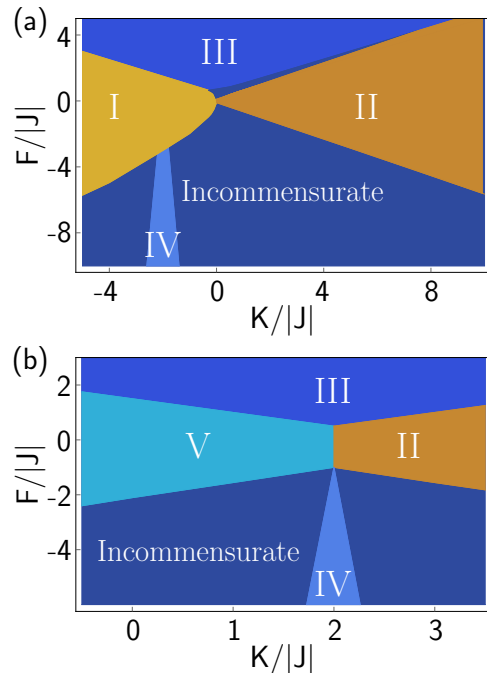 (a)
F/|J|
4
0
-4
-8
III
I
II
Incommensurate
IV
-4 0 4 8
K/|J|
(b)
F/|J|
2
0
-2
-4
III
V
II
Incommensurate
IV
0 1 2 3
K/|J|